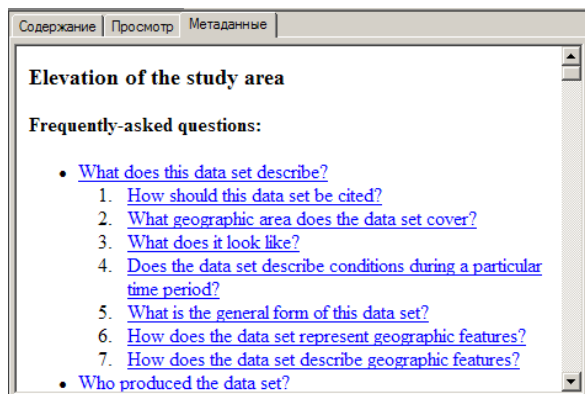 Содержание Просмотр Метаданные
Elevation of the study area
Frequently-asked questions:
• What does this data set describe?
1. How should this data set be cited?
2. What geographic area does the data set cover?
3. What does it look like?
4. Does the data set describe conditions during a particular
time period?
5. What is the general form of this data set?
6. How does the data set represent geographic features?
7. How does the data set describe geographic features?
• Who produced the data set?